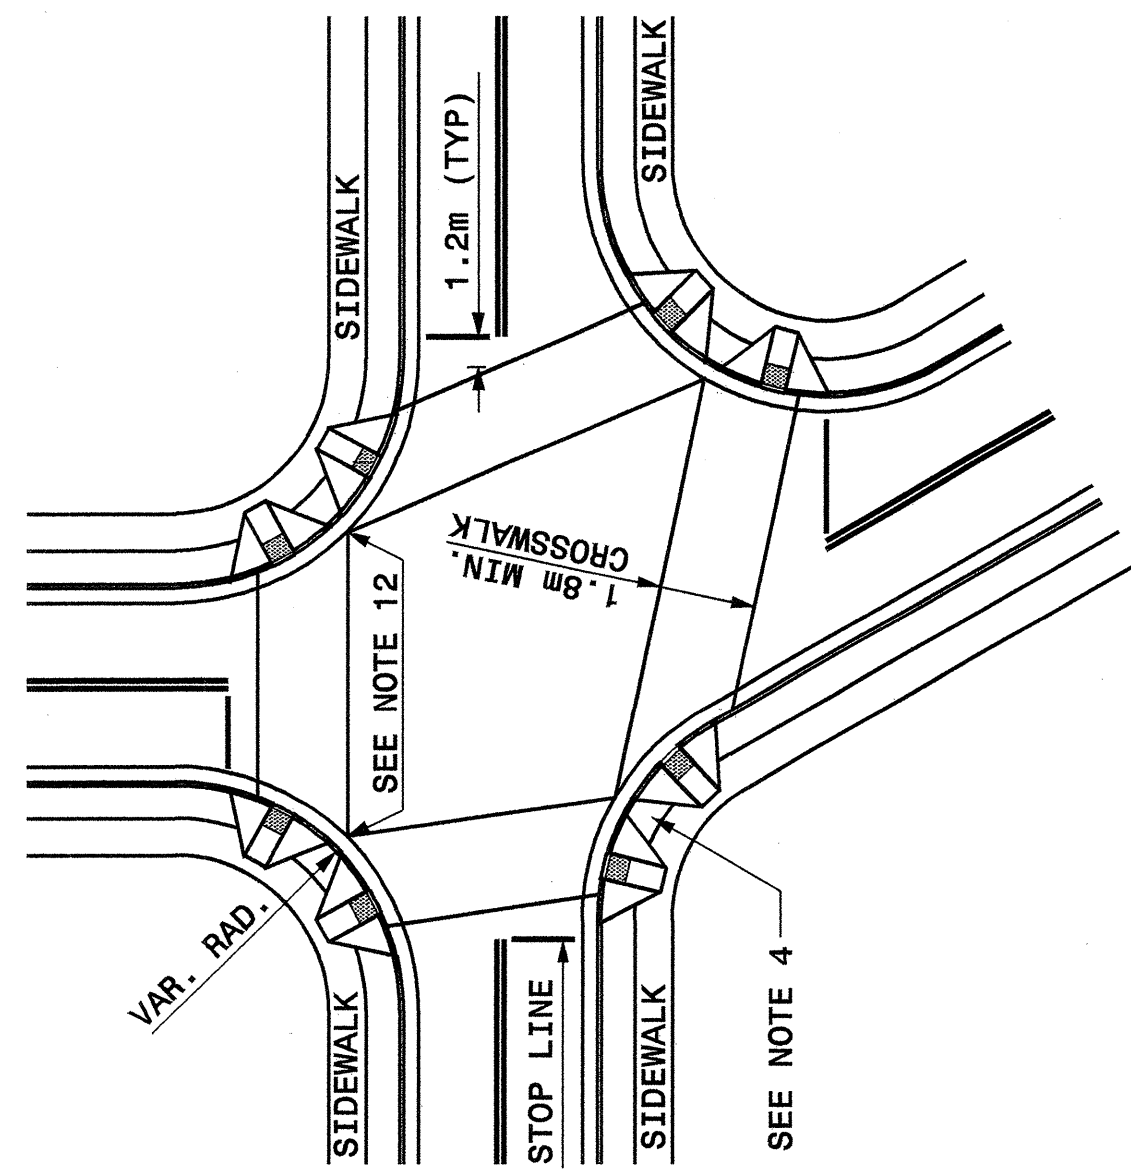 SIDEWALK
SIDEWALK
1.2m (TYP)
1.8m MIN.
CROSSWALK
SEE NOTE 12
VAR. RAD.
SIDEWALK
STOP LINE
SIDEWALK
SEE NOTE 4